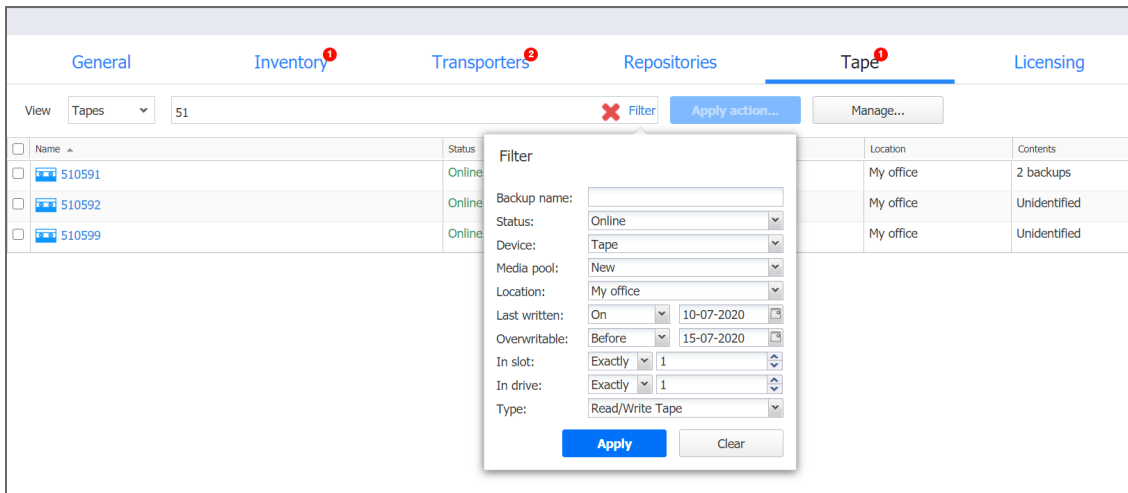 General Inventory 1 Transporters 2 Repositories Tape 1 Licensing
View Tapes 51 Filter Apply action... Manage...
Name Status Location Contents
510591 Online My office 2 backups
510592 Online My office Unidentified
510599 Online My office Unidentified
Filter
Backup name:
Status: Online
Device: Tape
Media pool: New
Location: My office
Last written: On 10-07-2020
Overwritable: Before 15-07-2020
In slot: Exactly 1
In drive: Exactly 1
Type: Read/Write Tape
Apply Clear